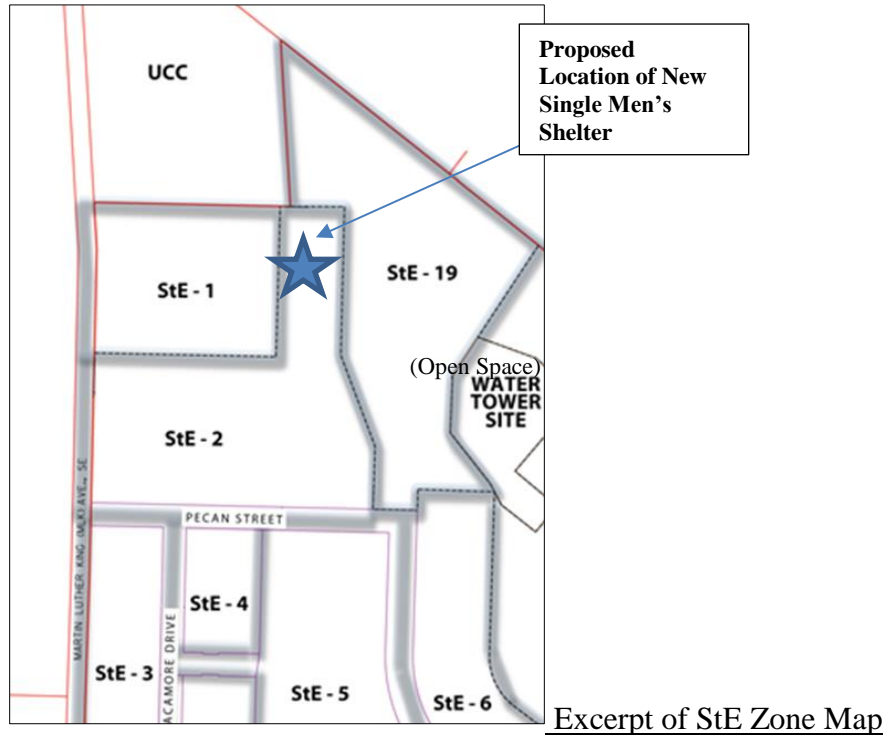 UCC
Proposed
Location of New
Single Men's
Shelter
StE - 1
StE - 19
(Open Space)
WATER
TOWER
SITE
StE - 2
MARTIN LUTHER KING (MLK) AVE., SE
PECAN STREET
StE - 4
ACAMORE DRIVE
StE - 3
StE - 5
StE - 6
Excerpt of StE Zone Map